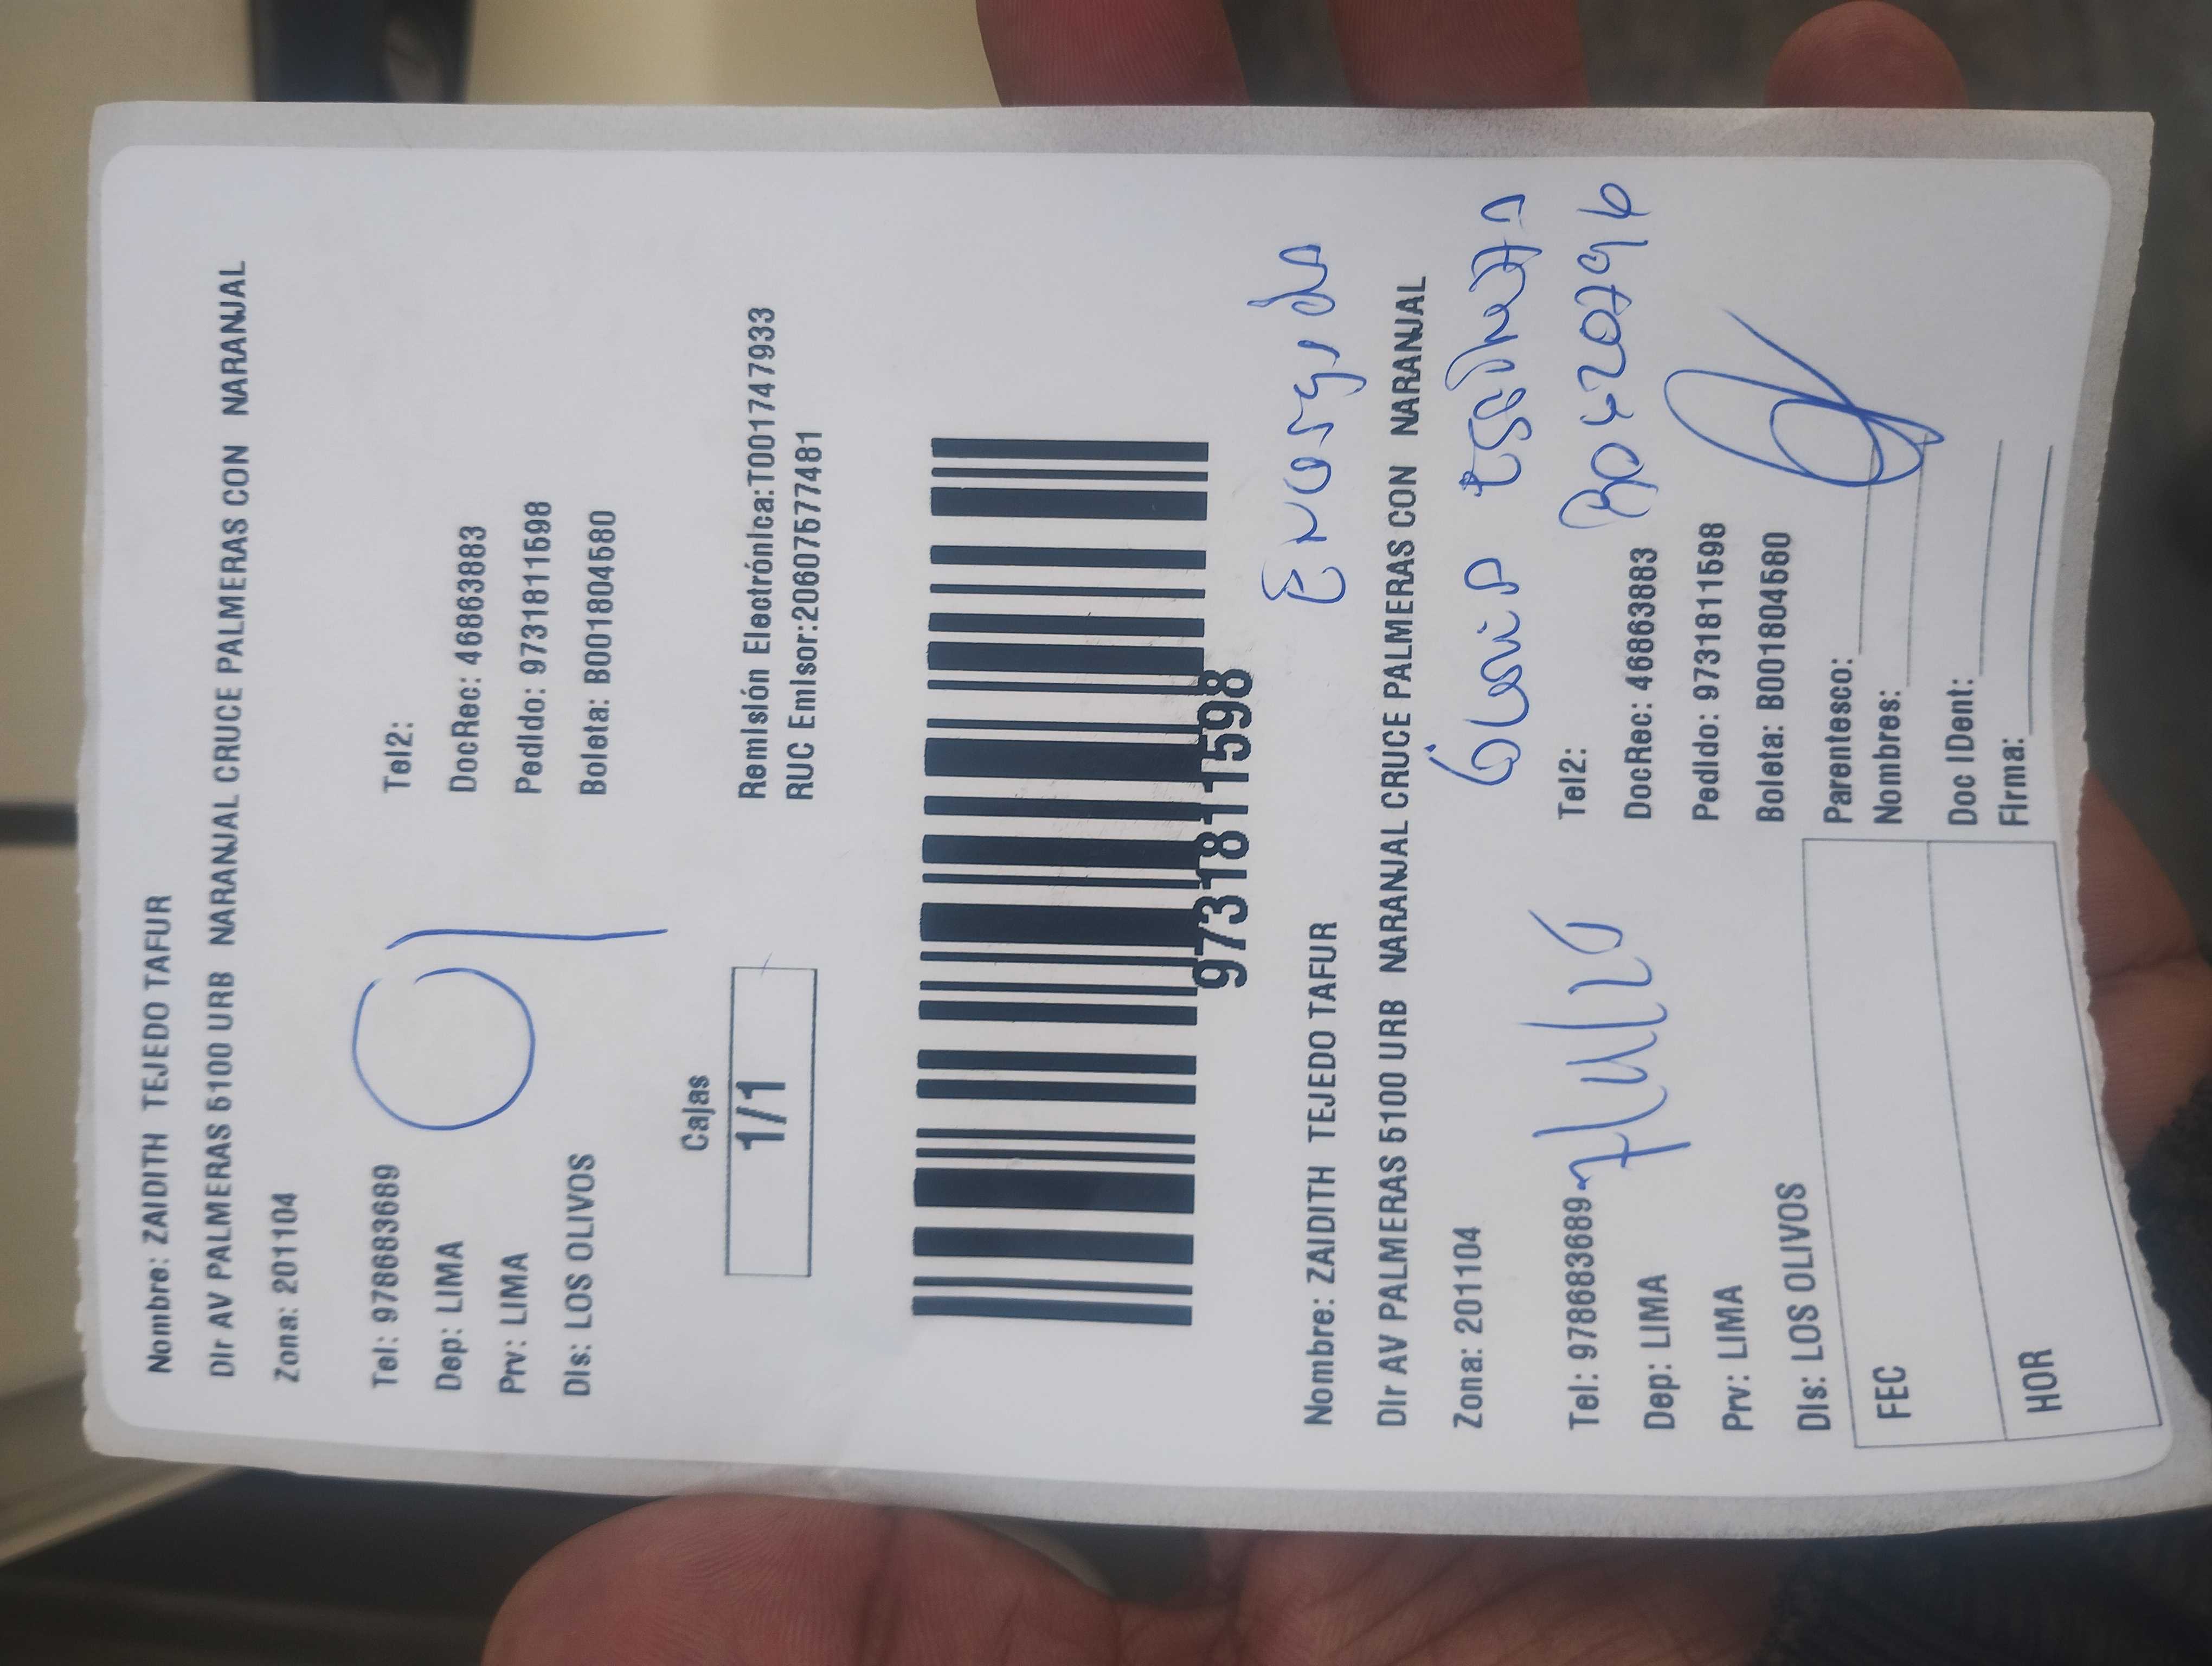 Nombre: ZAIDITH TEJEDO TAFUR
Dir AV PALMERAS 5100 URB NARANJAL CRUCE PALMERAS CON NARANJAL
Zona: 201104
Tel: 978683689 Tel2:
Dep: LIMA DocRec: 46863883
Prv: LIMA Pedido: 9731811598
Dis: LOS OLIVOS Boleta: B001804580
Cajas
1/1
Remisión Electrónica:T001747933
RUC Emisor:20607577481
9731811598
Nombre: ZAIDITH TEJEDO TAFUR
Dir AV PALMERAS 5100 URB NARANJAL CRUCE PALMERAS CON NARANJAL
Zona: 201104
Tel: 978683689 Tel2:
Dep: LIMA DocRec: 46863883
Prv: LIMA Pedido: 9731811598
Dis: LOS OLIVOS Boleta: B001804580
FEC
HOR
Parentesco:
Nombres:
Doc IDent:
Firma: